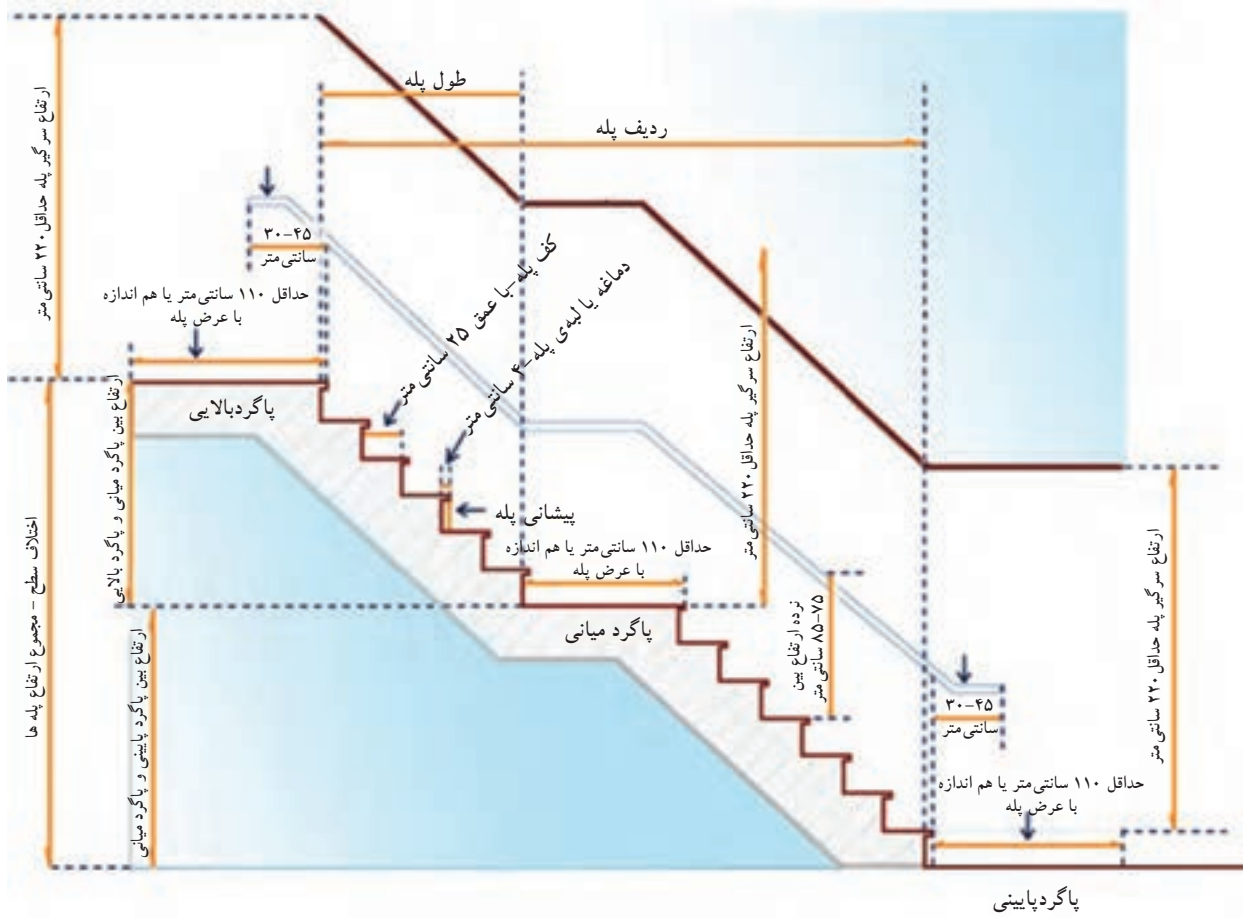 طول پله
ردیف پله
ارتفاع سرگیر پله حداقل ۲۲۰ سانتی‌متر
۳۰-۴۵
سانتی‌متر
حداقل ۱۱۰ سانتی‌متر یا هم اندازه
با عرض پله
کف پله-با عمق ۲۵ سانتی متر
دماغه یا لبه‌ی پله-۴ سانتی متر
پاگردبالایی
ارتفاع بین پاگرد میانی و پاگرد بالایی
پیشانی پله
ارتفاع سرگیر پله حداقل ۲۲۰ سانتی‌متر
حداقل ۱۱۰ سانتی‌متر یا هم اندازه
با عرض پله
اختلاف سطح - مجموع ارتفاع پله ها
پاگرد میانی
نرده ارتفاع بین
۸۵-۷۵ سانتی متر
ارتفاع سرگیر پله حداقل ۲۲۰ سانتی‌متر
ارتفاع بین پاگرد پایینی و پاگرد میانی
۳۰-۴۵
سانتی‌متر
حداقل ۱۱۰ سانتی‌متر یا هم اندازه
با عرض پله
پاگردپایینی